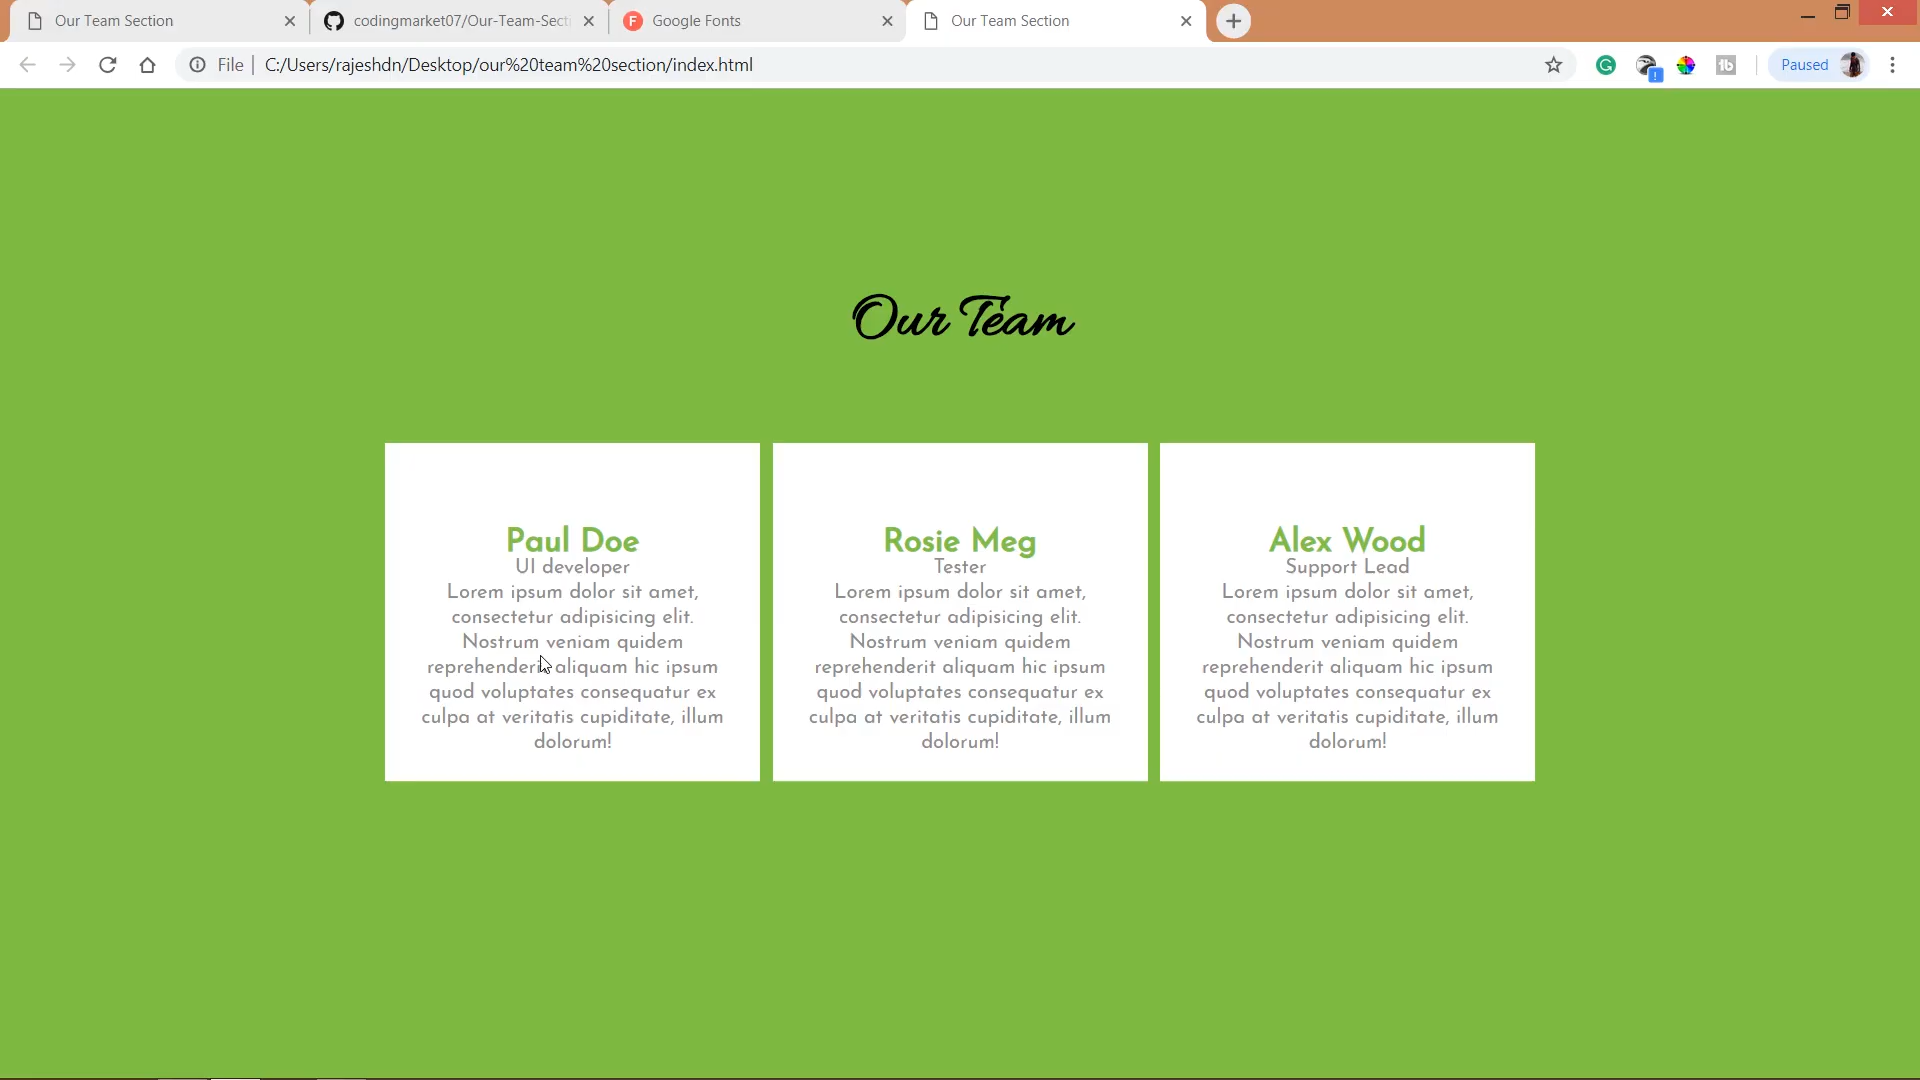 Our Team Section
codingmarket07/Our-Team-Secti
Google Fonts
Our Team Section
File
C:/Users/rajeshdn/Desktop/our%20team%20section/index.html
Paused
Our Team
Paul Doe
UI developer
Lorem ipsum dolor sit amet,
consectetur adipisicing elit.
Nostrum veniam quidem
reprehenderit aliquam hic ipsum
quod voluptates consequatur ex
culpa at veritatis cupiditate, illum
dolorum!
Rosie Meg
Tester
Lorem ipsum dolor sit amet,
consectetur adipisicing elit.
Nostrum veniam quidem
reprehenderit aliquam hic ipsum
quod voluptates consequatur ex
culpa at veritatis cupiditate, illum
dolorum!
Alex Wood
Support Lead
Lorem ipsum dolor sit amet,
consectetur adipisicing elit.
Nostrum veniam quidem
reprehenderit aliquam hic ipsum
quod voluptates consequatur ex
culpa at veritatis cupiditate, illum
dolorum!